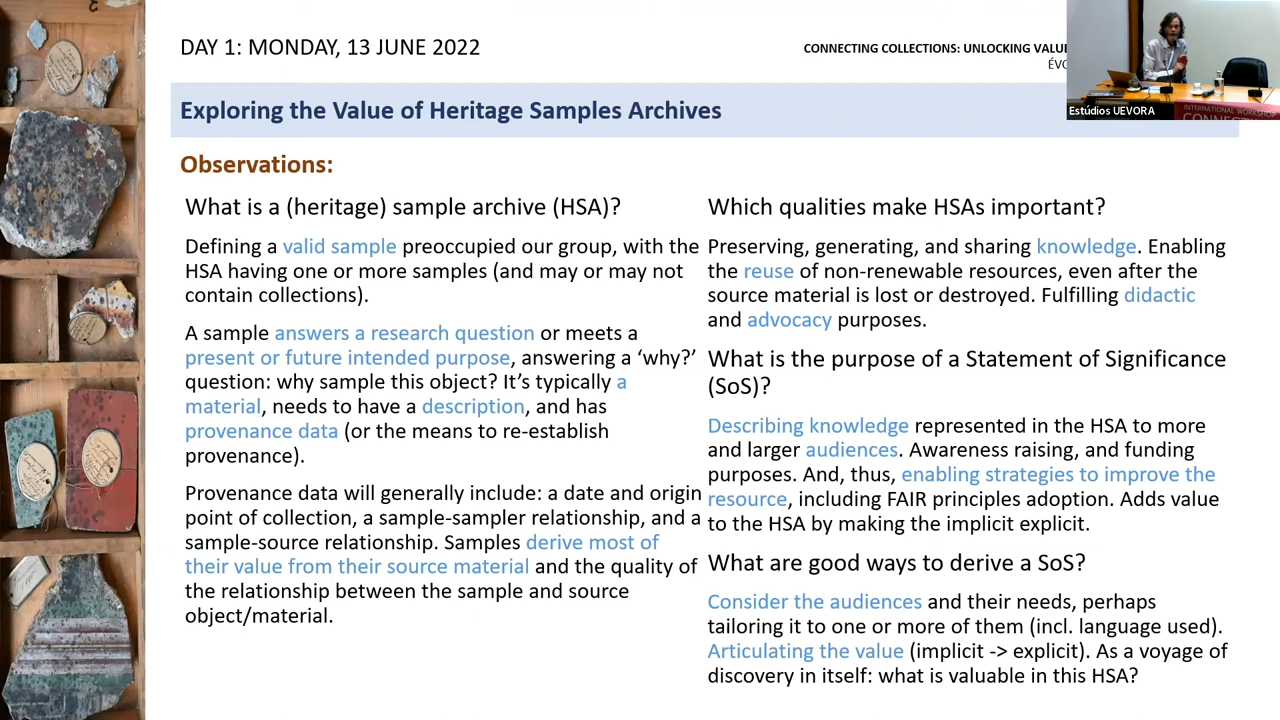 DAY 1: MONDAY, 13 JUNE 2022
CONNECTING COLLECTIONS: UNLOCKING VALUE
ÉVO
Estúdios UEVORA
INTERNATIONAL WORKSHOP
CONNECT
Exploring the Value of Heritage Samples Archives
Observations:
What is a (heritage) sample archive (HSA)?
Defining a valid sample preoccupied our group, with the
HSA having one or more samples (and may or may not
contain collections).
A sample answers a research question or meets a
present or future intended purpose, answering a ‘why?’
question: why sample this object? It’s typically a
material, needs to have a description, and has
provenance data (or the means to re-establish
provenance).
Provenance data will generally include: a date and origin
point of collection, a sample-sampler relationship, and a
sample-source relationship. Samples derive most of
their value from their source material and the quality of
the relationship between the sample and source
object/material.
Which qualities make HSAs important?
Preserving, generating, and sharing knowledge. Enabling
the reuse of non-renewable resources, even after the
source material is lost or destroyed. Fulfilling didactic
and advocacy purposes.
What is the purpose of a Statement of Significance
(SoS)?
Describing knowledge represented in the HSA to more
and larger audiences. Awareness raising, and funding
purposes. And, thus, enabling strategies to improve the
resource, including FAIR principles adoption. Adds value
to the HSA by making the implicit explicit.
What are good ways to derive a SoS?
Consider the audiences and their needs, perhaps
tailoring it to one or more of them (incl. language used).
Articulating the value (implicit -> explicit). As a voyage of
discovery in itself: what is valuable in this HSA?